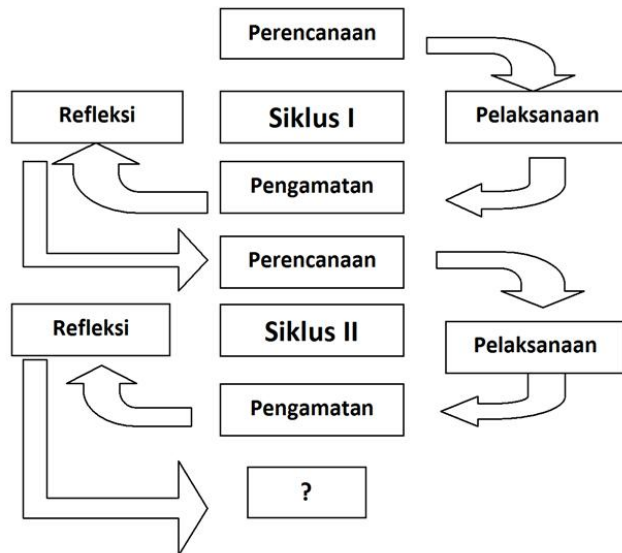 Perencanaan
Refleksi
Siklus I
Pelaksanaan
Pengamatan
Perencanaan
Refleksi
Siklus II
Pelaksanaan
Pengamatan
?